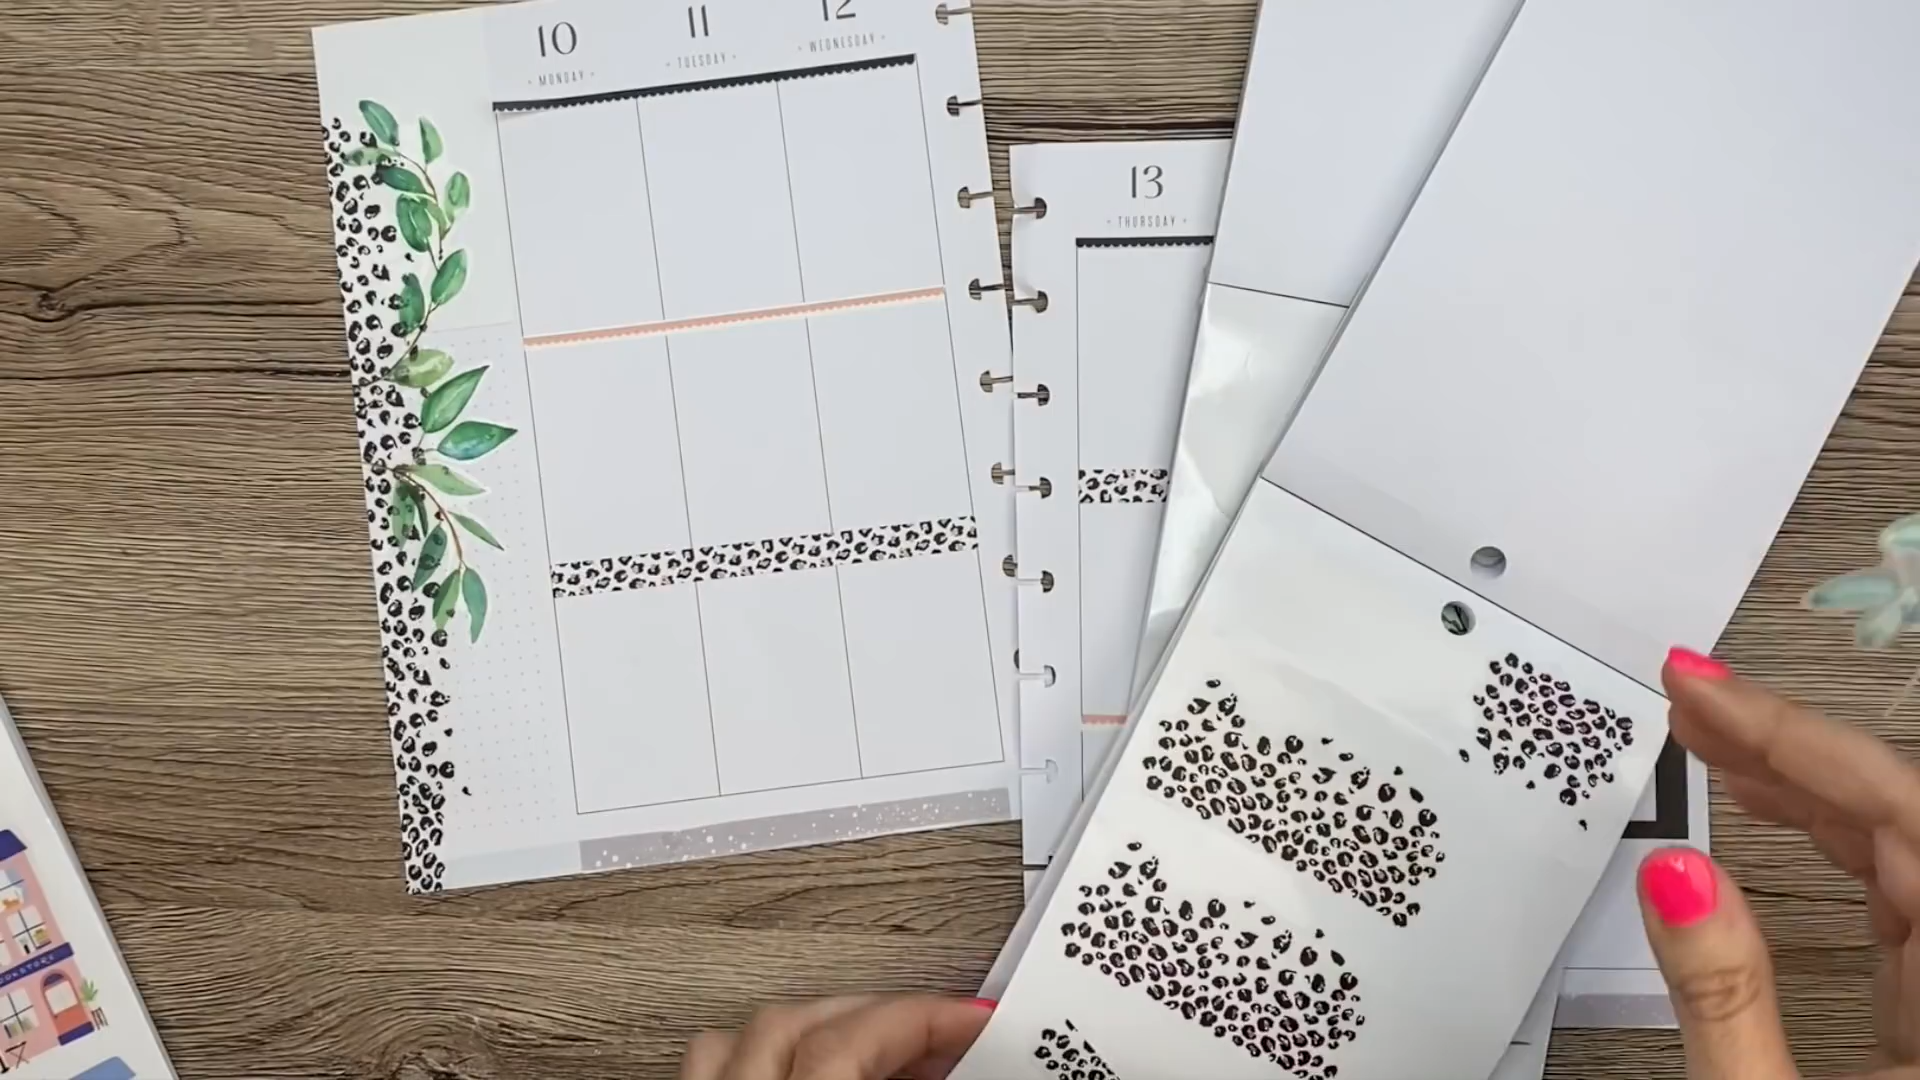 10
• MONDAY •
11
• TUESDAY •
12
• WEDNESDAY •
13
• THURSDAY •